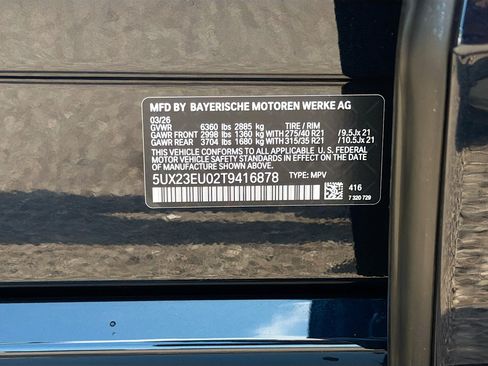 MFD BY BAYERISCHE MOTOREN WERKE AG
03/26
GVWR 6360 lbs 2885 kg TIRE / RIM
GAWR FRONT 2998 lbs 1360 kg WITH 275/40 R21 /9.5Jx 21
GAWR REAR 3704 lbs 1680 kg WITH 315/35 R21 /10.5Jx 21
THIS VEHICLE CONFORMS TO ALL APPLICABLE U. S. FEDERAL
MOTOR VEHICLE SAFETY STANDARDS IN EFFECT ON THE DATE
OF MANUFACTURE SHOWN ABOVE.
5UX23EU02T9416878 TYPE: MPV
416
7 320 729